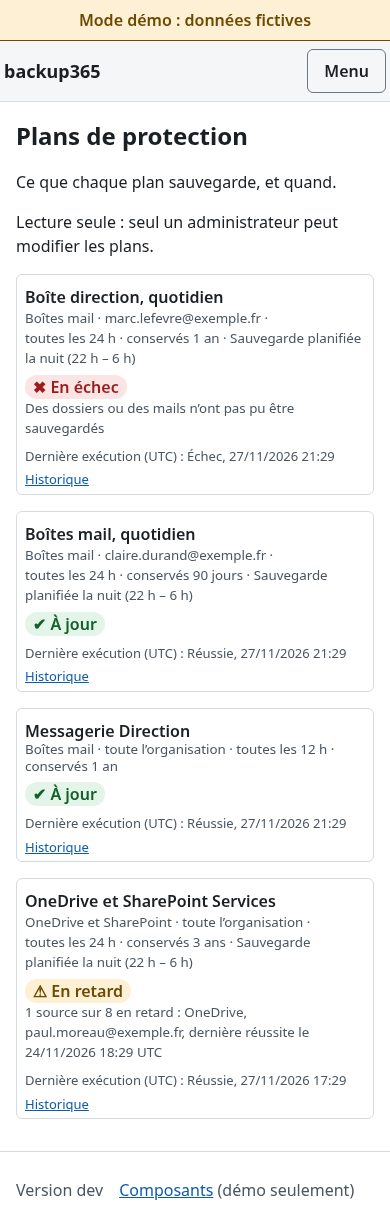 Mode démo : données fictives
backup365
Menu
Plans de protection
Ce que chaque plan sauvegarde, et quand.
Lecture seule : seul un administrateur peut
modifier les plans.
Boîte direction, quotidien
Boîtes mail · marc.lefevre@exemple.fr ·
toutes les 24 h · conservés 1 an · Sauvegarde planifiée
la nuit (22 h – 6 h)
✖ En échec
Des dossiers ou des mails n’ont pas pu être
sauvegardés
Dernière exécution (UTC) : Échec, 27/11/2026 21:29
Historique
Boîtes mail, quotidien
Boîtes mail · claire.durand@exemple.fr ·
toutes les 24 h · conservés 90 jours · Sauvegarde
planifiée la nuit (22 h – 6 h)
✔ À jour
Dernière exécution (UTC) : Réussie, 27/11/2026 21:29
Historique
Messagerie Direction
Boîtes mail · toute l’organisation · toutes les 12 h ·
conservés 1 an
✔ À jour
Dernière exécution (UTC) : Réussie, 27/11/2026 21:29
Historique
OneDrive et SharePoint Services
OneDrive et SharePoint · toute l’organisation ·
toutes les 24 h · conservés 3 ans · Sauvegarde
planifiée la nuit (22 h – 6 h)
⚠ En retard
1 source sur 8 en retard : OneDrive,
paul.moreau@exemple.fr, dernière réussite le
24/11/2026 18:29 UTC
Dernière exécution (UTC) : Réussie, 27/11/2026 17:29
Historique
Version dev Composants (démo seulement)